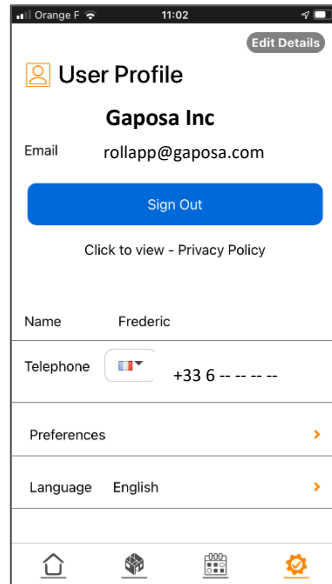 Orange F 11:02
Edit Details
User Profile
Gaposa Inc
Email rollapp@gaposa.com
Sign Out
Click to view - Privacy Policy
Name Frederic
Telephone +33 6 -- -- -- --
Preferences
Language English